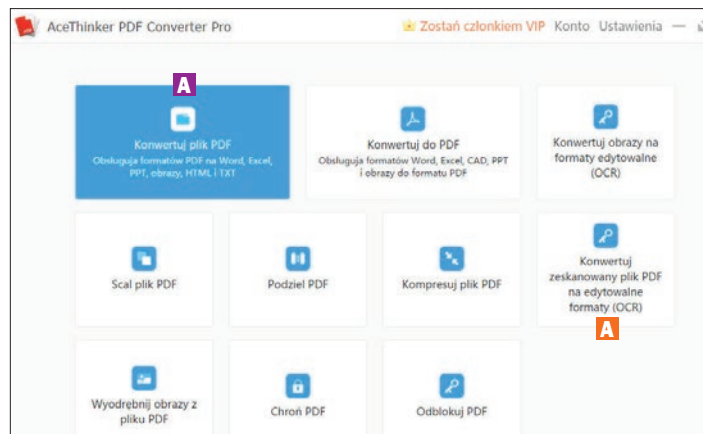 AceThinker PDF Converter Pro
Zostań członkiem VIP Konto Ustawienia
A
Konwertuj plik PDF
Obsługuja formatów PDF na Word, Excel,
PPT, obrazy, HTML i TXT
Konwertuj do PDF
Obsługuja formatów Word, Excel, CAD, PPT
i obrazy do formatu PDF
Konwertuj obrazy na
formaty edytowalne
(OCR)
Scal plik PDF
Podziel PDF
Kompresuj plik PDF
Konwertuj
zeskanowany plik PDF
na edytowalne
formaty (OCR)
A
Wyodrębnij obrazy z
pliku PDF
Chroń PDF
Odblokuj PDF